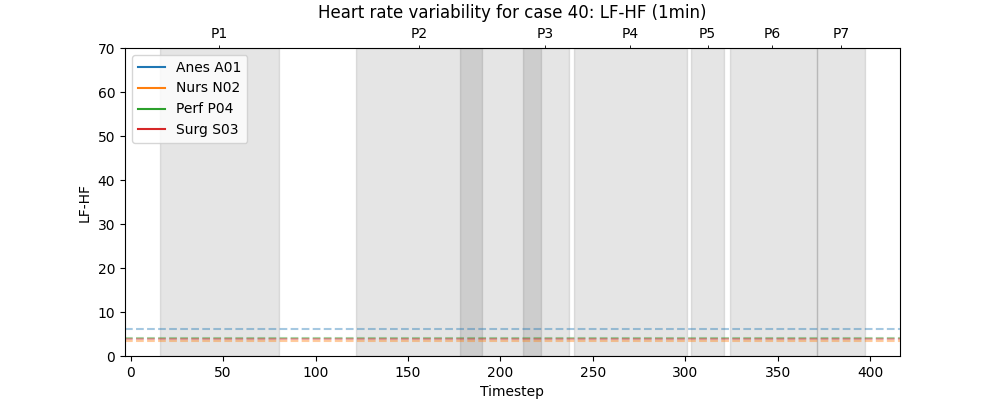 Heart rate variability for case 40: LF-HF (1min)
P1 P2 P3 P4 P5 P6 P7
70
60
50
40
30
20
10
0
LF-HF
Anes A01
Nurs N02
Perf P04
Surg S03
0 50 100 150 200 250 300 350 400
Timestep